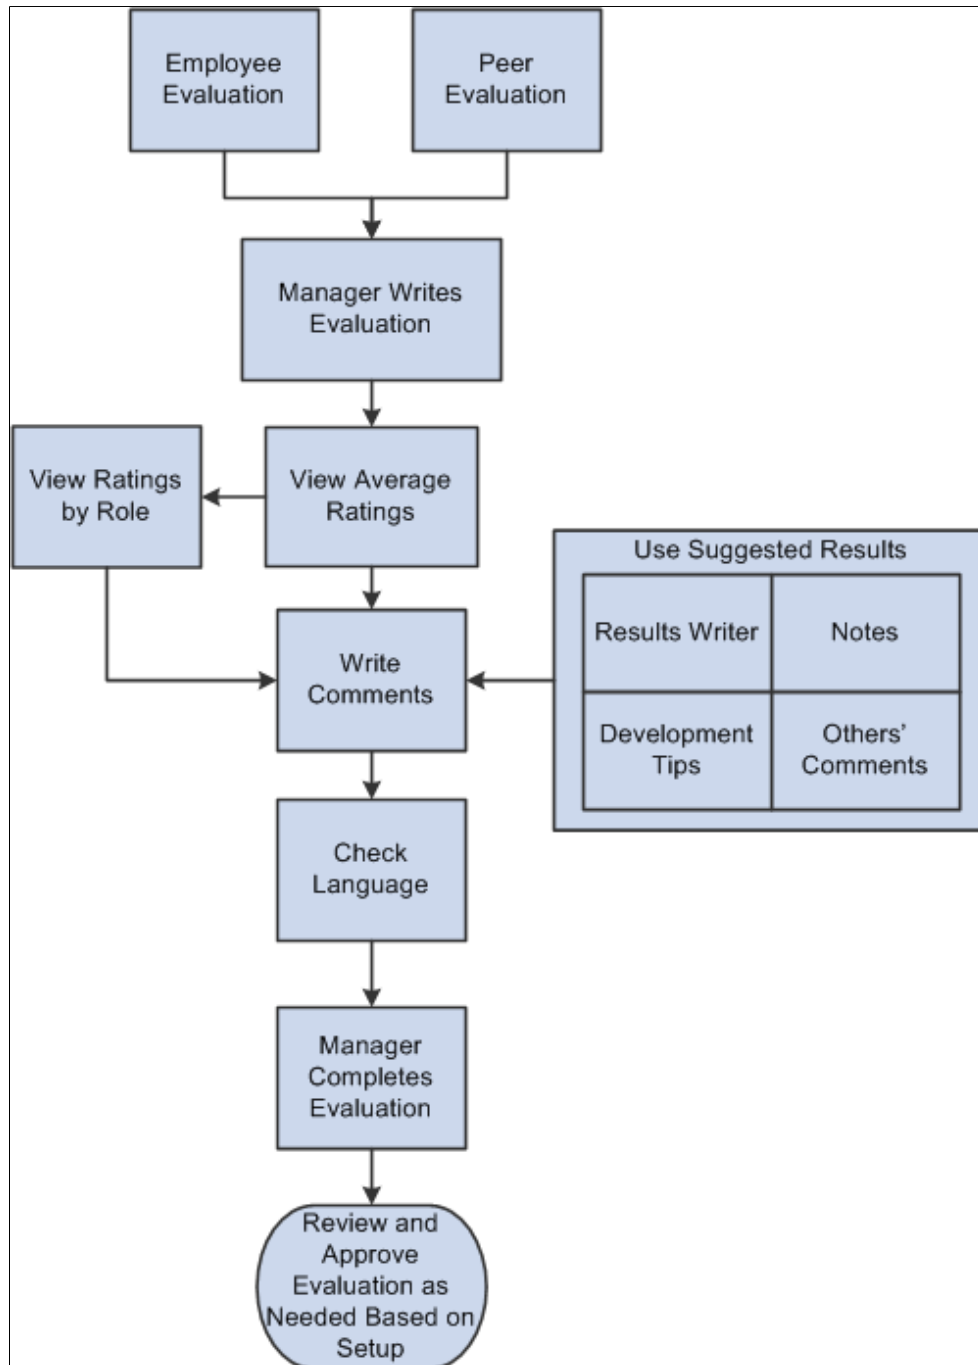 Employee
Evaluation
Peer
Evaluation
Manager Writes
Evaluation
View Ratings
by Role
View Average
Ratings
Use Suggested Results
Results Writer
Notes
Development
Tips
Others’
Comments
Write
Comments
Check
Language
Manager
Completes
Evaluation
Review and
Approve
Evaluation as
Needed Based on
Setup